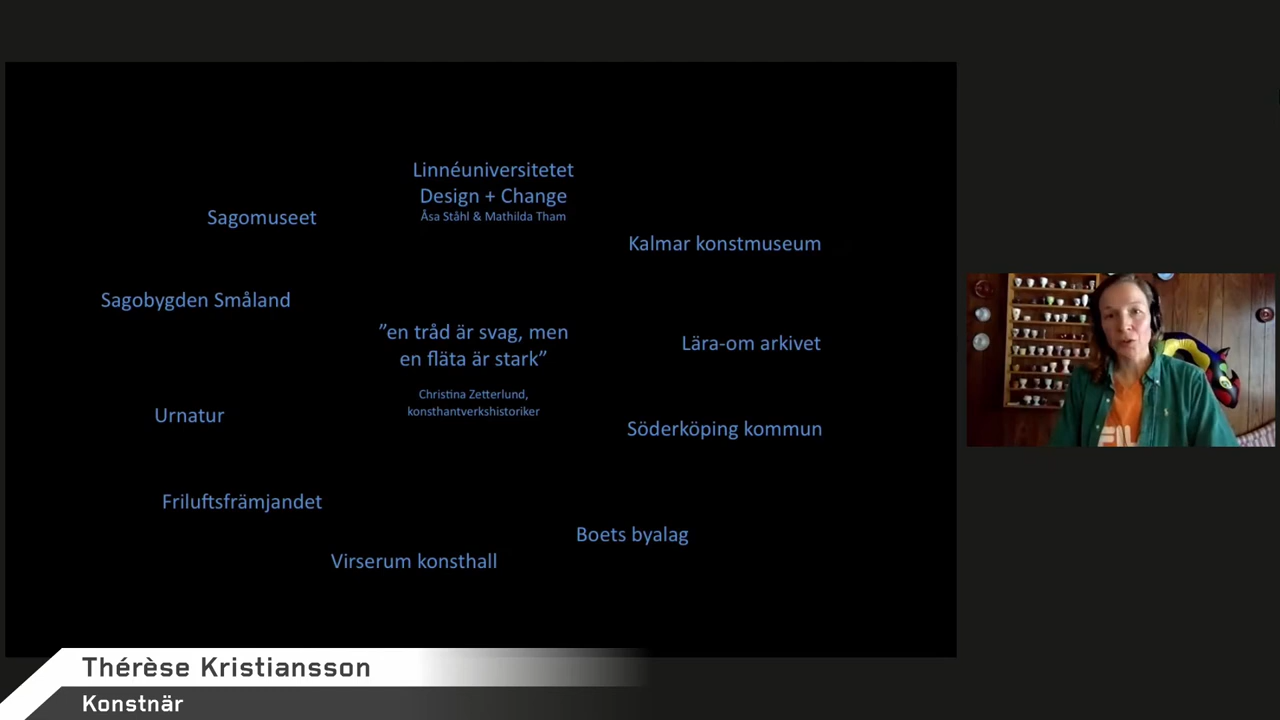 Linnéuniversitetet
Design + Change
Åsa Ståhl & Mathilda Tham
Sagomuseet
Kalmar konstmuseum
Sagobygden Småland
”en tråd är svag, men
en fläta är stark”
Lära-om arkivet
Christina Zetterlund,
konsthantverkshistoriker
Urnatur
Söderköping kommun
Friluftsfrämjandet
Boets byalag
Virserum konsthall
Thérèse Kristiansson
Konstnär